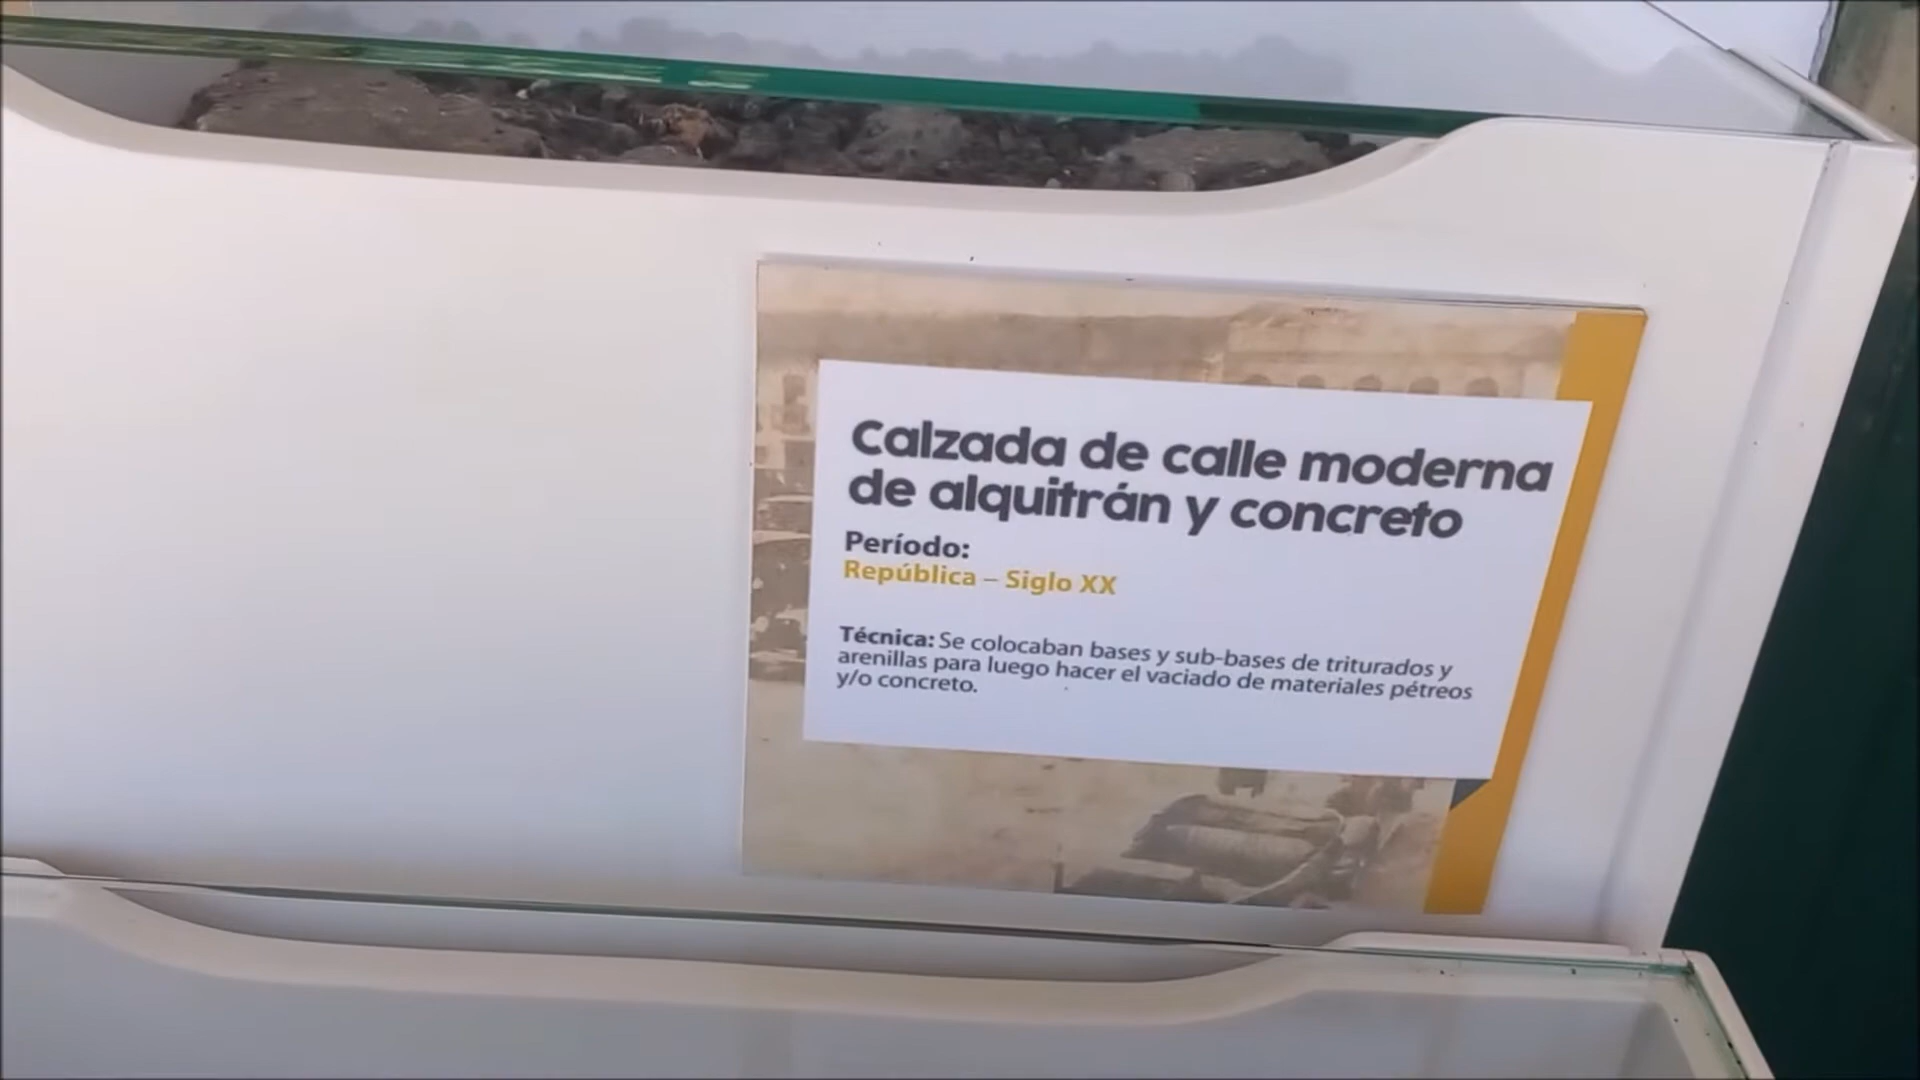 Calzada de calle moderna
de alquitrán y concreto
Período:
República – Siglo XX
Técnica: Se colocaban bases y sub-bases de triturados y
arenillas para luego hacer el vaciado de materiales pétreos
y/o concreto.